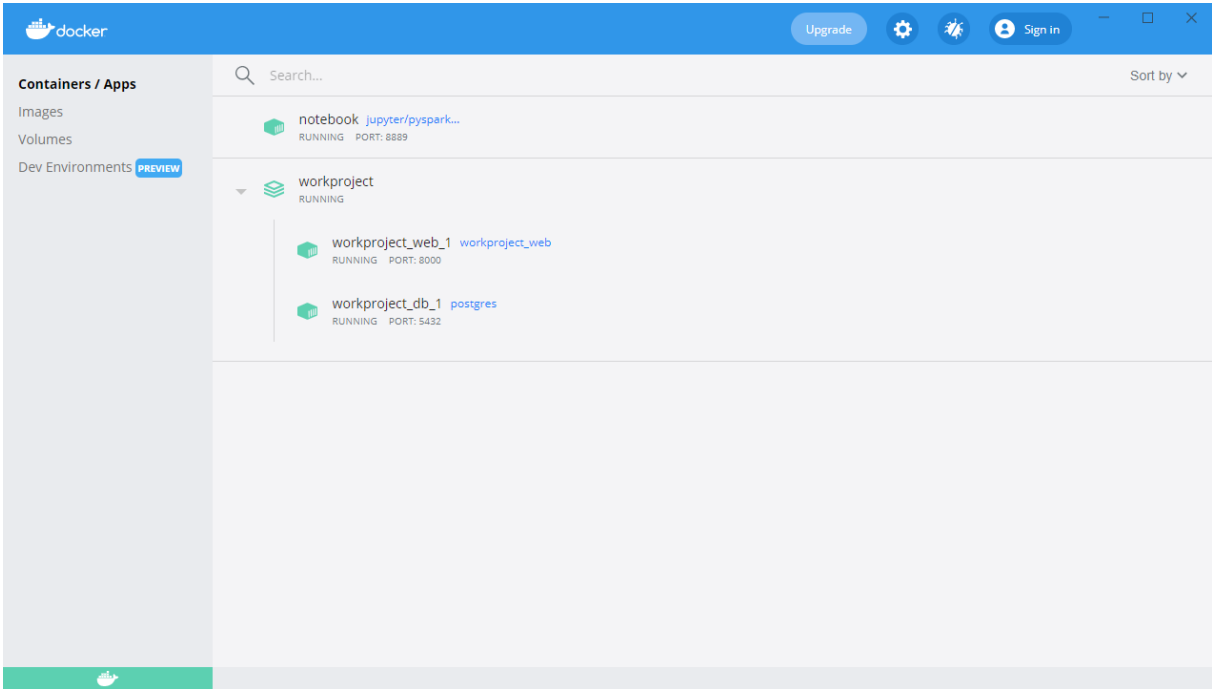 docker
Upgrade
Sign in
Containers / Apps
Images
Volumes
Dev Environments PREVIEW
Search...
Sort by
notebook jupyter/pyspark...
RUNNING PORT: 8889
workproject
RUNNING
workproject_web_1 workproject_web
RUNNING PORT: 8000
workproject_db_1 postgres
RUNNING PORT: 5432